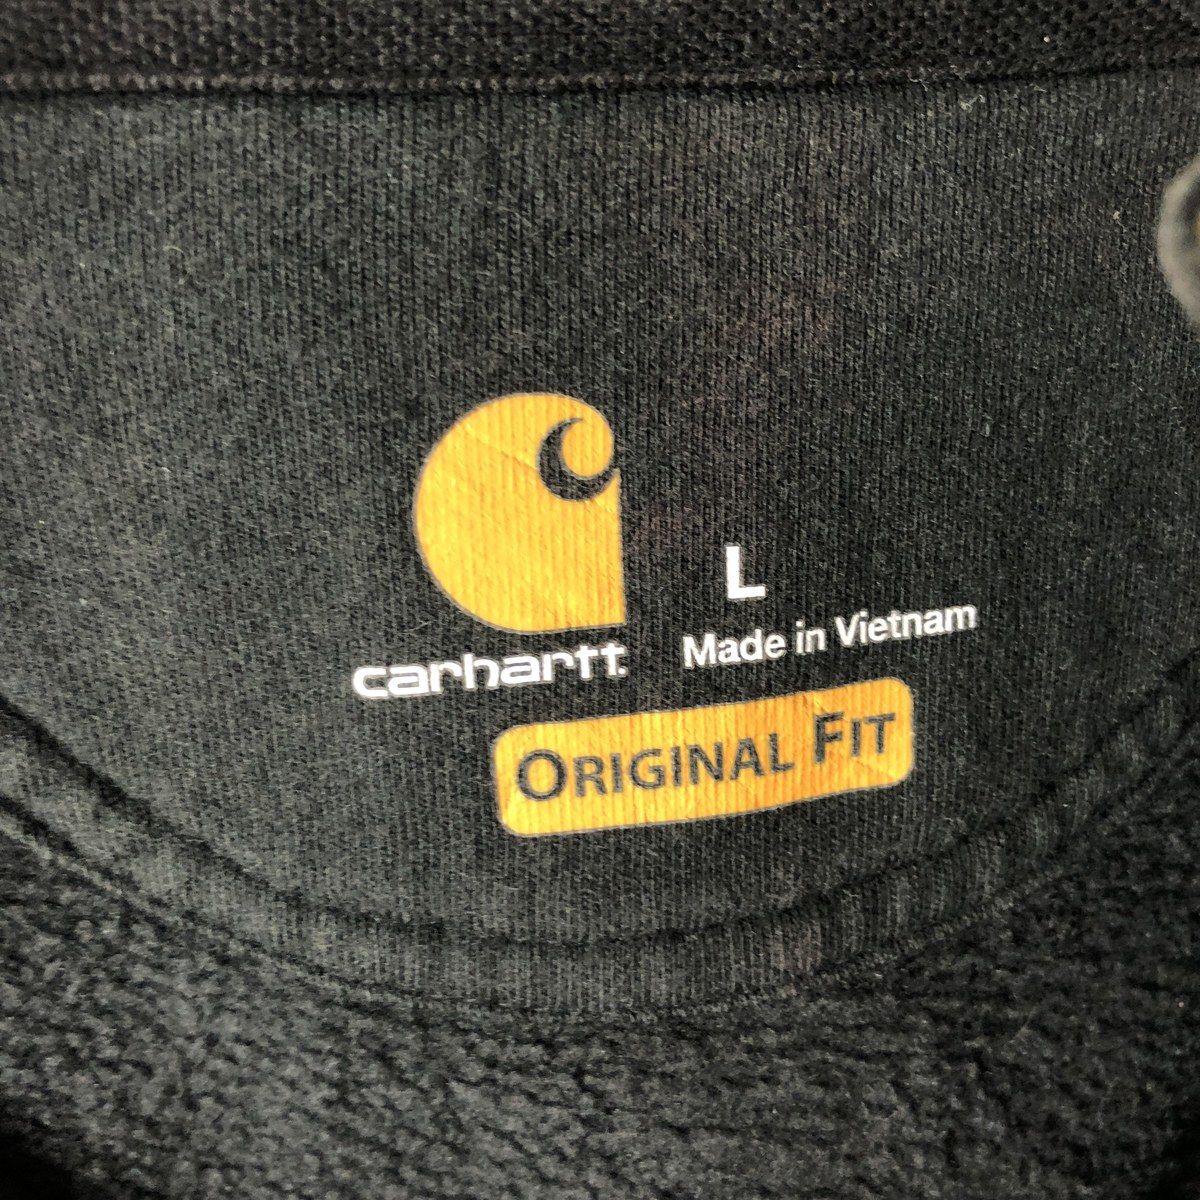 L
Made in Vietnam
carhartt.
ORIGINAL FIT